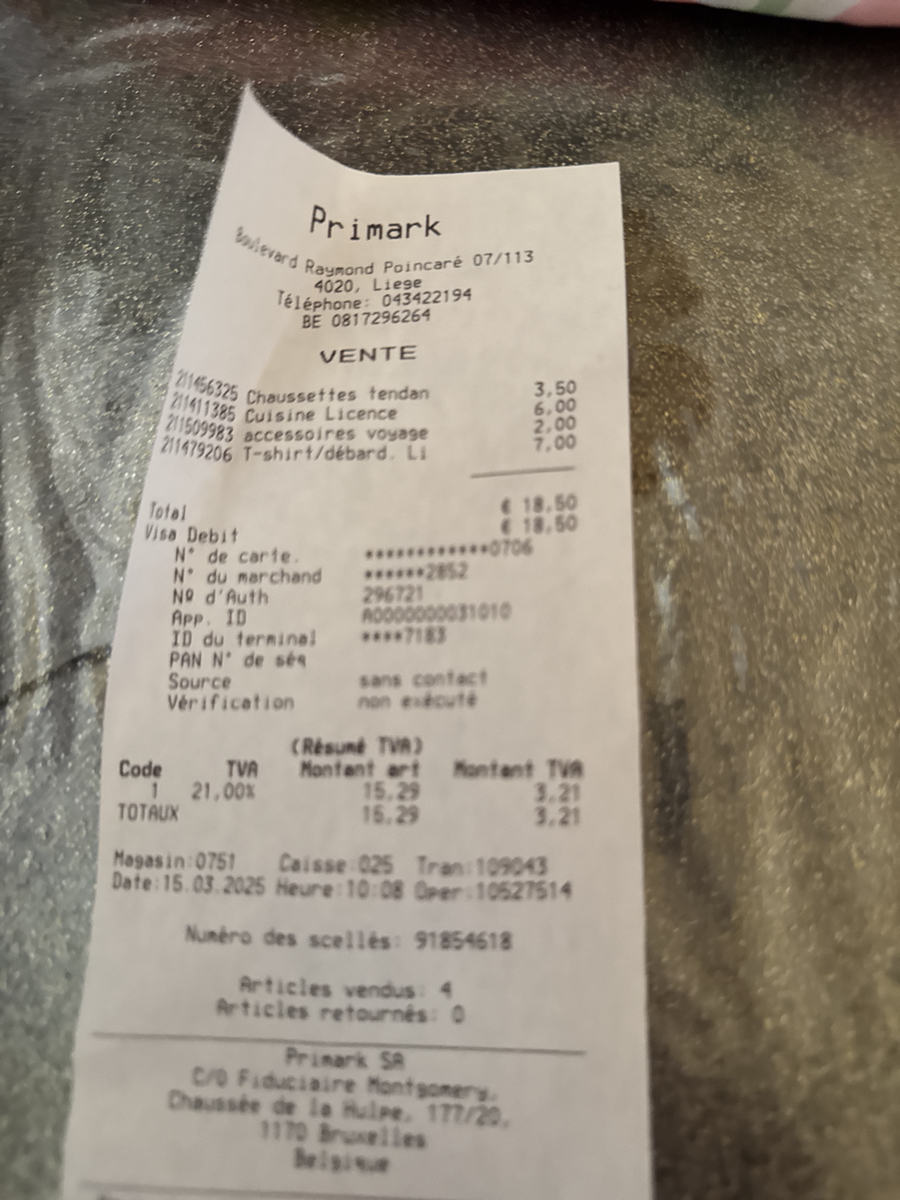 Primark
Boulevard Raymond Poincaré 07/113
4020, Liege
Téléphone: 043422194
BE 0817296264
VENTE
211456325 Chaussettes tendan 3,50
211411385 Cuisine Licence 6,00
211509983 accessoires voyage 2,00
211479206 T-shirt/débard. Li 7,00
Total € 18,50
Visa Debit € 18,50
N° de carte. ************0706
N° du marchand ******2852
Nº d'Auth 296721
App. ID A0000000031010
ID du terminal ****7183
PAN N° de séq
Source sans contact
Vérification non exécuté
(Résumé TVA)
Code TVA Montant art Montant TVA
1 21,00% 15,29 3,21
TOTAUX 15,29 3,21
Magasin:0751 Caisse:025 Tran:109043
Date:15.03.2025 Heure:10:08 Oper:10527514
Numéro des scellés: 91854618
Articles vendus: 4
Articles retournés: 0
Primark SA
C/O Fiduciaire Montgomery,
Chaussée de la Hulpe, 177/20,
1170 Bruxelles
Belgique